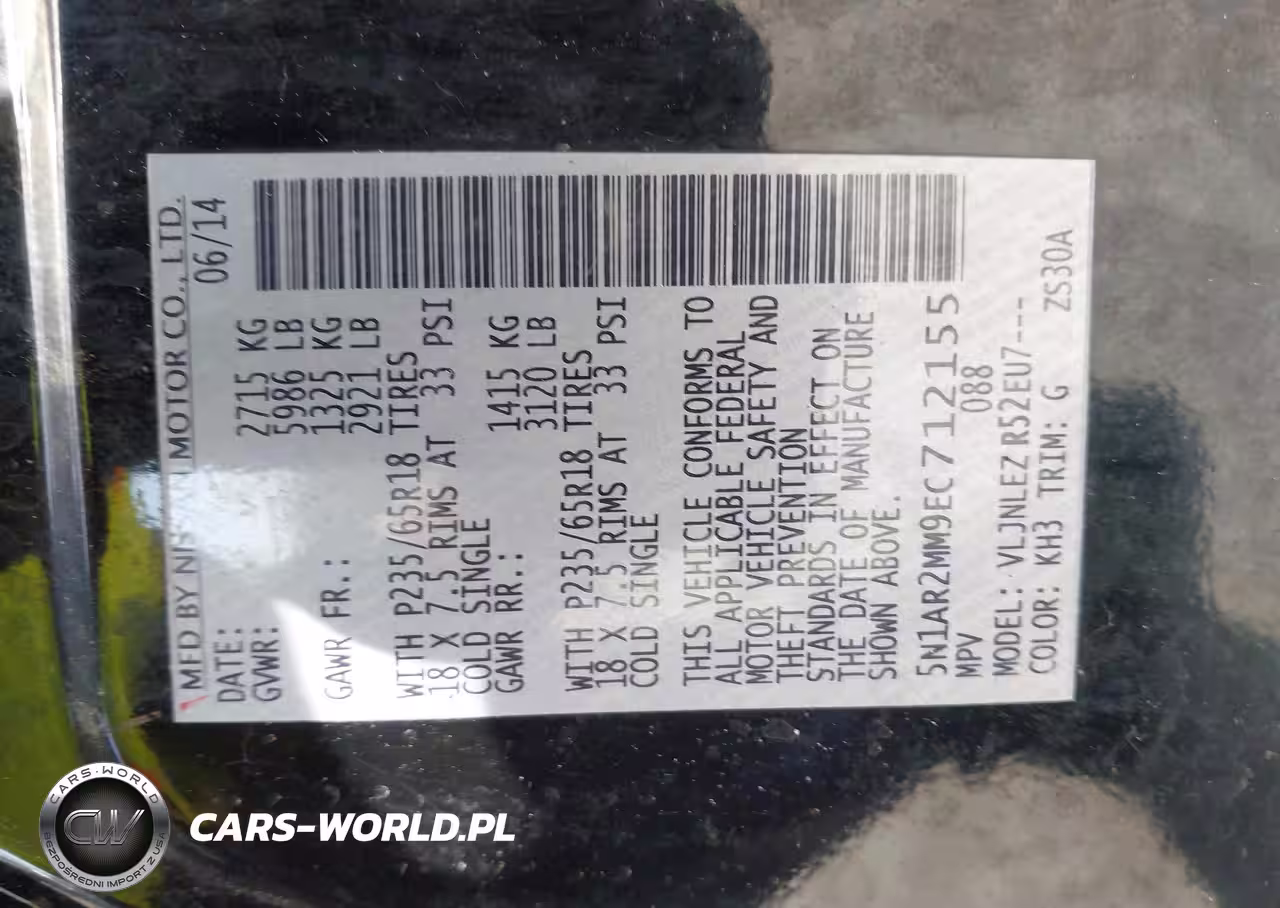 MFD BY NISSAN MOTOR CO., LTD.
DATE: 06/14
GVWR: 2715 KG
5986 LB
GAWR FR.: 1325 KG
2921 LB
WITH P235/65R18 TIRES
18 X 7.5 RIMS AT 33 PSI
COLD SINGLE
GAWR RR.: 1415 KG
3120 LB
WITH P235/65R18 TIRES
18 X 7.5 RIMS AT 33 PSI
COLD SINGLE
THIS VEHICLE CONFORMS TO
ALL APPLICABLE FEDERAL
MOTOR VEHICLE SAFETY AND
THEFT PREVENTION
STANDARDS IN EFFECT ON
THE DATE OF MANUFACTURE
SHOWN ABOVE.
5N1AR2MM9EC712155
MPV 088
MODEL: VLJNLEZ R52EU7----
COLOR: KH3 TRIM: G ZS30A
CARS-WORLD
CW
BEZPOŚREDNI IMPORT Z USA
CARS-WORLD.PL